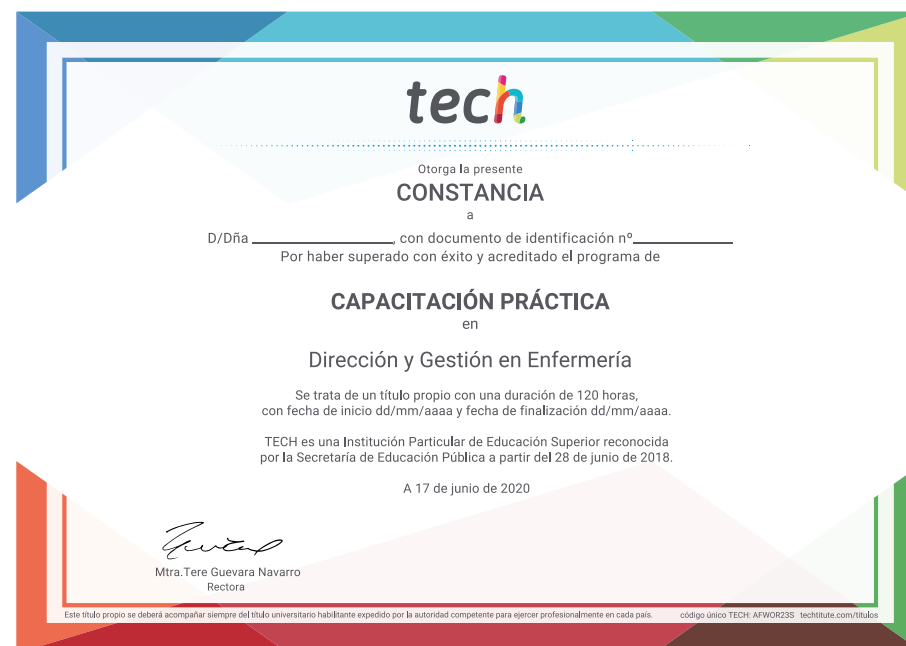 tech
Otorga la presente
CONSTANCIA
a
D/Dña ____________________, con documento de identificación nº______________
Por haber superado con éxito y acreditado el programa de
CAPACITACIÓN PRÁCTICA
en
Dirección y Gestión en Enfermería
Se trata de un título propio con una duración de 120 horas,
con fecha de inicio dd/mm/aaaa y fecha de finalización dd/mm/aaaa.
TECH es una Institución Particular de Educación Superior reconocida
por la Secretaría de Educación Pública a partir del 28 de junio de 2018.
A 17 de junio de 2020
Mtra.Tere Guevara Navarro
Rectora
Este título propio se deberá acompañar siempre del título universitario habilitante expedido por la autoridad competente para ejercer profesionalmente en cada país. código único TECH: AFWOR23S techtitute.com/titulos